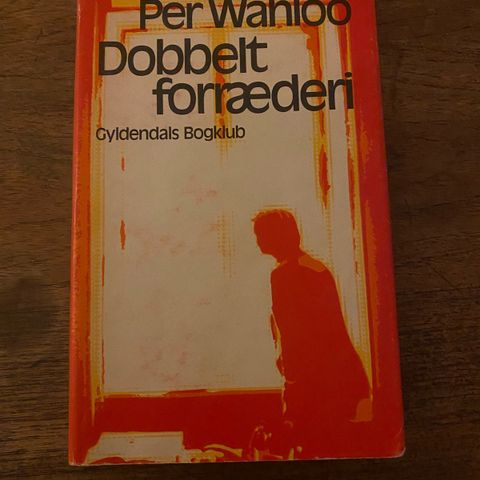 Per Wahlöö
Dobbelt
forræderi
Gyldendals Bogklub